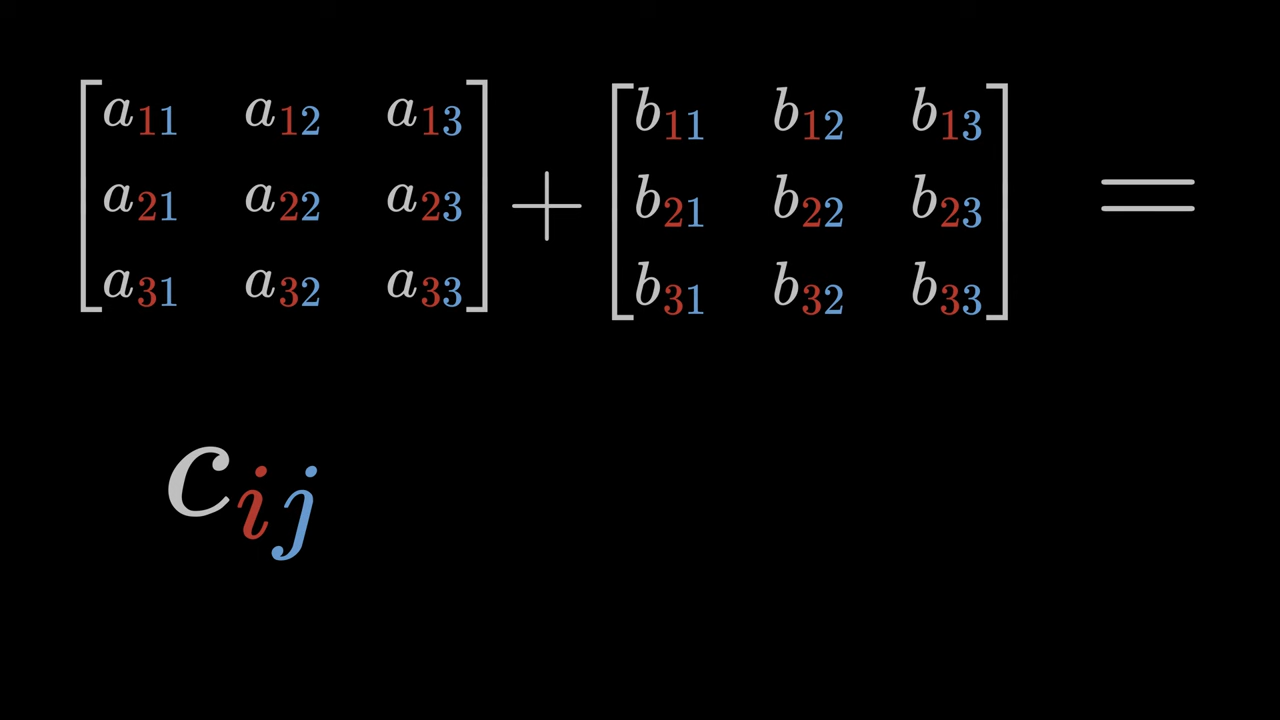 [a11 a12 a13] + [b11 b12 b13] =
[a21 a22 a23] [b21 b22 b23]
[a31 a32 a33] [b31 b32 b33]
cij